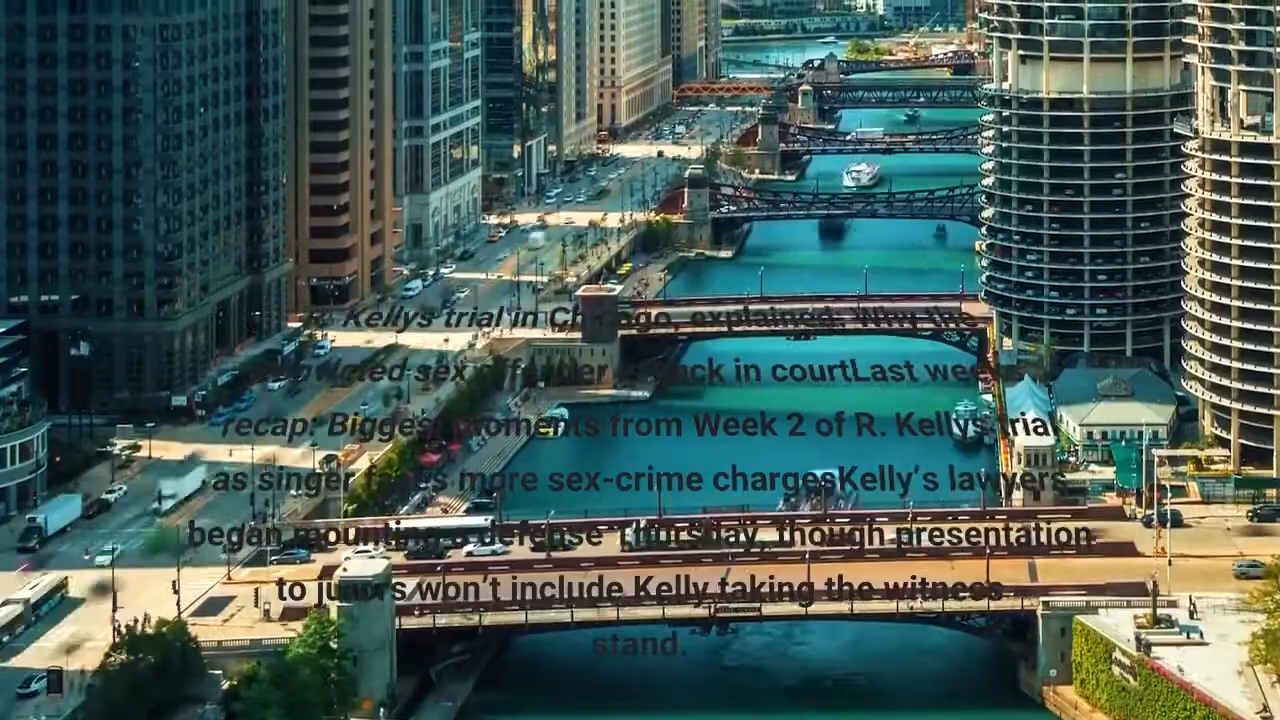 R. Kellys trial in Chicago, explained: Why the
convicted sex offender is back in courtLast week's
recap: Biggest moments from Week 2 of R. Kellys trial
as singer faces more sex-crime chargesKelly’s lawyers
began mounting a defense Thursday, though presentation
to jurors won’t include Kelly taking the witness
stand.